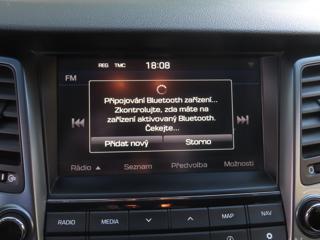 REG TMC 18:08
FM
Připojování Bluetooth zařízení...
Zkontrolujte, zda máte na
zařízení aktivovaný Bluetooth.
Čekejte...
Přidat nový Storno
Rádio ▲ Seznam Předvolba Možnosti
RADIO MEDIA MAP NAV